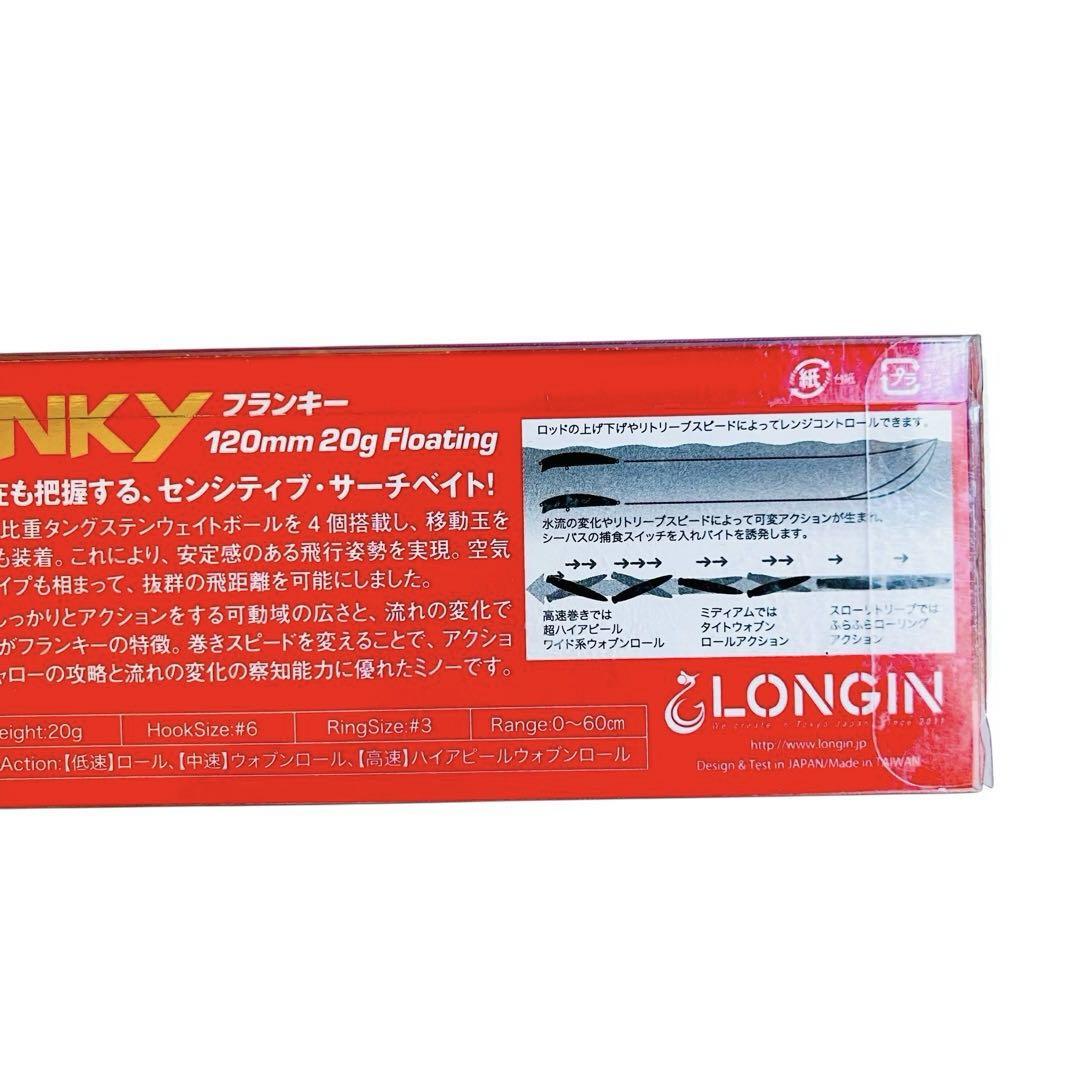 NKY フランキー
120mm 20g Floating
在も把握する、センシティブ・サーチベイト!
比重タングステンウェイトボールを4個搭載し、移動玉を
も装着。これにより、安定感のある飛行姿勢を実現。空気
イプも相まって、抜群の飛距離を可能にしました。
しっかりとアクションをする可動域の広さと、流れの変化で
がフランキーの特徴。巻きスピードを変えることで、アクショ
ャローの攻略と流れの変化の察知能力に優れたミノーです。
eight:20g HookSize:#6 RingSize:#3 Range:0〜60㎝
Action:【低速】ロール、【中速】ウォブンロール、【高速】ハイアピールウォブンロール
紙 台紙 プラ
ロッドの上げ下げやリトリーブスピードによってレンジコントロールできます。
水流の変化やリトリーブスピードによって可変アクションが生まれ、
シーバスの捕食スイッチを入れバイトを誘発します。
高速巻きでは
超ハイアピール
ワイド系ウォブンロール
ミディアムでは
タイトウォブン
ロールアクション
スローリトリーブでは
ふらふらローリング
アクション
LONGIN
We create in Tokyo Japan Since 2011
http://www.longin.jp
Design & Test in JAPAN/Made in TAIWAN